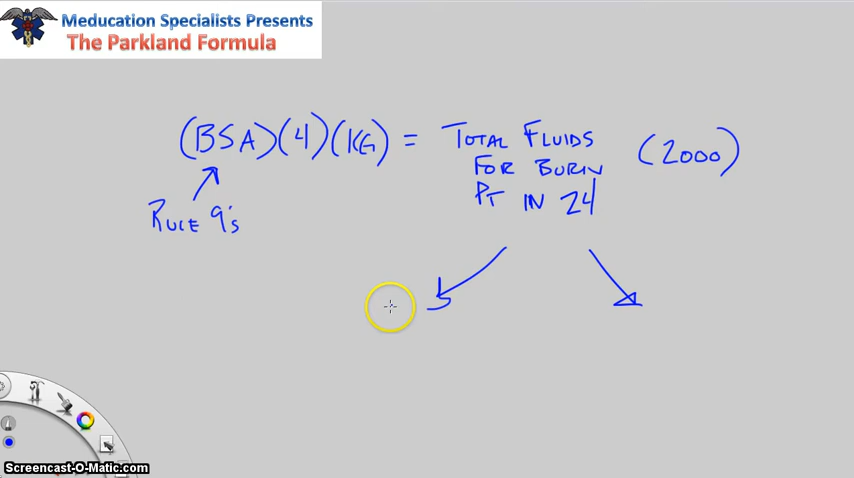 Meducation Specialists Presents
The Parkland Formula
(BSA)(4)(KG) = TOTAL FLUIDS
FOR BURN (2000)
PT IN 24
RULE 9's
Screencast-O-Matic.com